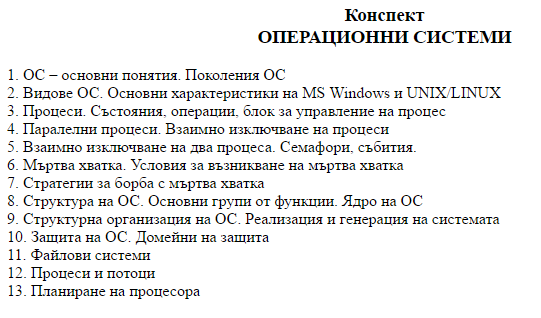 Конспект
ОПЕРАЦИОННИ СИСТЕМИ
1. ОС – основни понятия. Поколения ОС
2. Видове ОС. Основни характеристики на MS Windows и UNIX/LINUX
3. Процеси. Състояния, операции, блок за управление на процес
4. Паралелни процеси. Взаимно изключване на процеси
5. Взаимно изключване на два процеса. Семафори, събития.
6. Мъртва хватка. Условия за възникване на мъртва хватка
7. Стратегии за борба с мъртва хватка
8. Структура на ОС. Основни групи от функции. Ядро на ОС
9. Структурна организация на ОС. Реализация и генерация на системата
10. Защита на ОС. Домейни на защита
11. Файлови системи
12. Процеси и потоци
13. Планиране на процесора